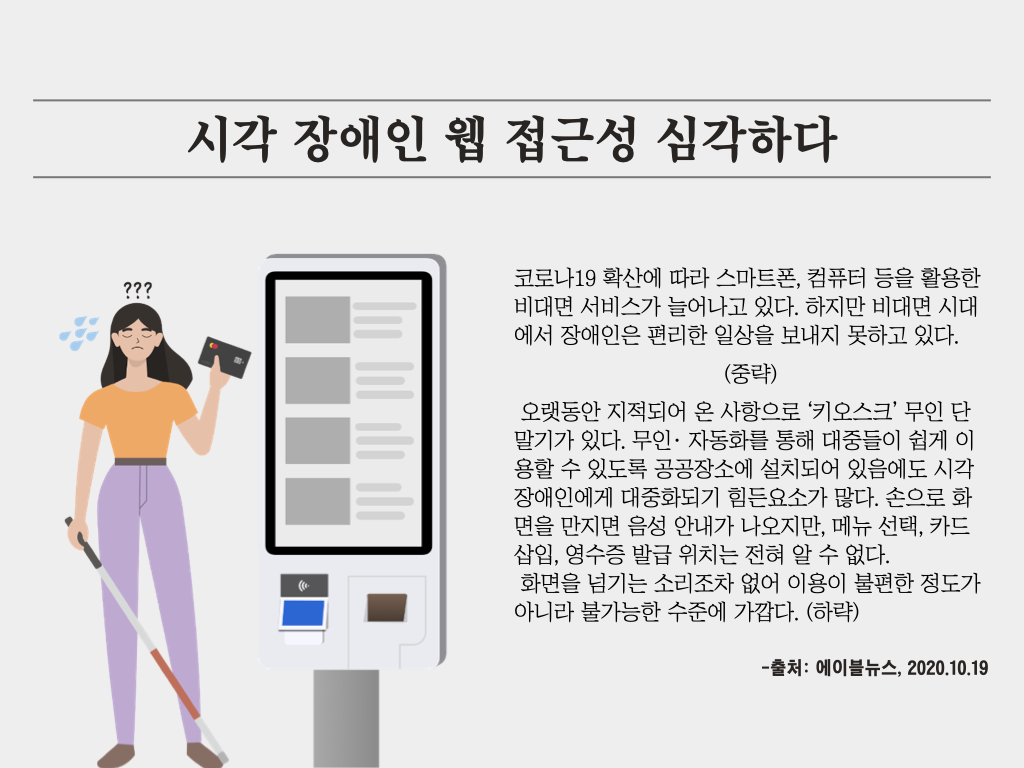 시각 장애인 웹 접근성 심각하다
???
코로나19 확산에 따라 스마트폰, 컴퓨터 등을 활용한
비대면 서비스가 늘어나고 있다. 하지만 비대면 시대
에서 장애인은 편리한 일상을 보내지 못하고 있다.
(중략)
오랫동안 지적되어 온 사항으로 ‘키오스크’ 무인 단
말기가 있다. 무인· 자동화를 통해 대중들이 쉽게 이
용할 수 있도록 공공장소에 설치되어 있음에도 시각
장애인에게 대중화되기 힘든요소가 많다. 손으로 화
면을 만지면 음성 안내가 나오지만, 메뉴 선택, 카드
삽입, 영수증 발급 위치는 전혀 알 수 없다.
화면을 넘기는 소리조차 없어 이용이 불편한 정도가
아니라 불가능한 수준에 가깝다. (하략)
-출처: 에이블뉴스, 2020.10.19